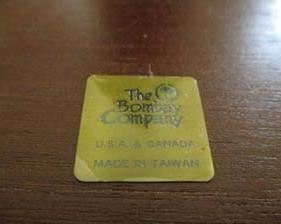 The
Bombay
Company
U.S.A. & CANADA
MADE IN TAIWAN